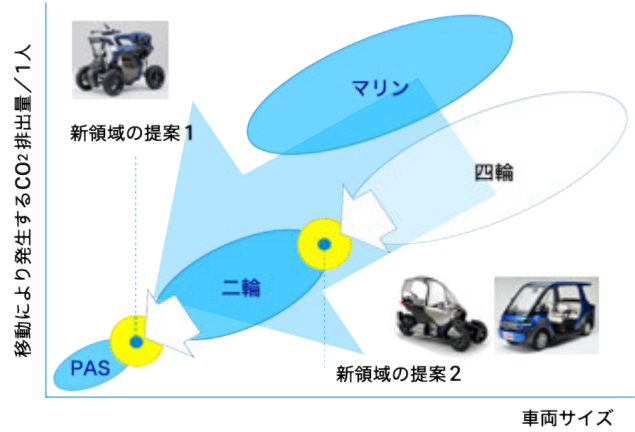 移動により発生するCO2排出量/1人
新領域の提案1
マリン
四輪
二輪
PAS
新領域の提案2
車両サイズ